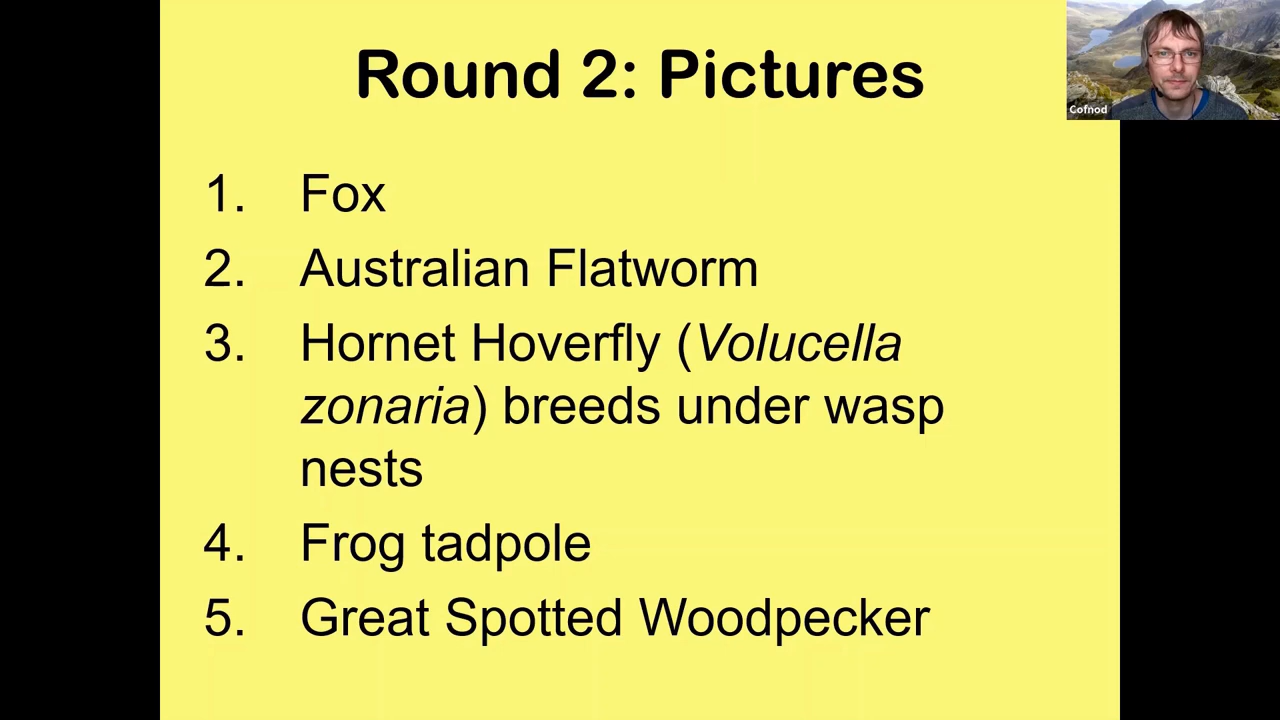 Round 2: Pictures
Cofnod
1. Fox
2. Australian Flatworm
3. Hornet Hoverfly (Volucella
zonaria) breeds under wasp
nests
4. Frog tadpole
5. Great Spotted Woodpecker